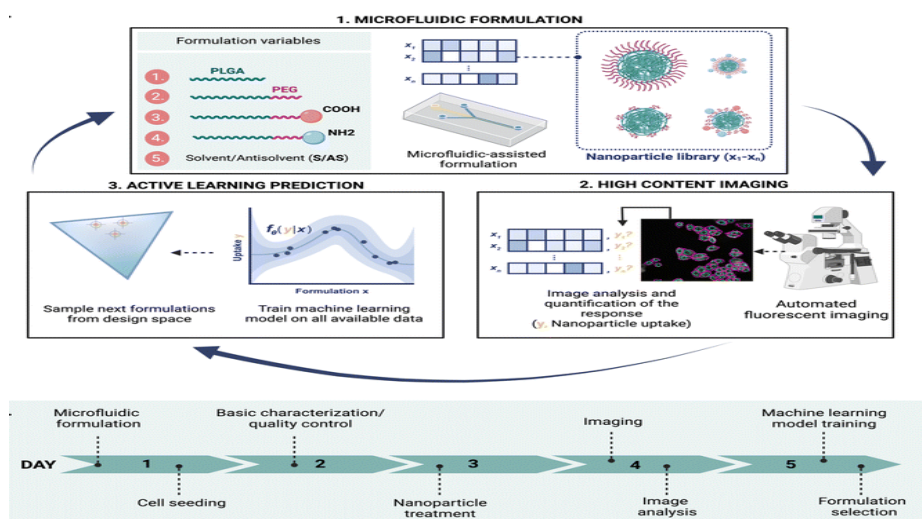 1. MICROFLUIDIC FORMULATION
Formulation variables
1.
PLGA
2.
PEG
3.
COOH
4.
NH2
5.
Solvent/Antisolvent (S/AS)
x1
x2
⋮
xn
Microfluidic-assisted
formulation
Nanoparticle library (x1-xn)
3. ACTIVE LEARNING PREDICTION
Sample next formulations
from design space
Uptake y
fθ(y|x)
Formulation x
Train machine learning
model on all available data
2. HIGH CONTENT IMAGING
x1 , y1?
x2 , y2?
⋮
xn , yn?
Image analysis and
quantification of the
response
(y, Nanoparticle uptake)
Automated
fluorescent imaging
Microfluidic
formulation
Basic characterization/
quality control
Imaging
Machine learning
model training
DAY 1 2 3 4 5
Cell seeding
Nanoparticle
treatment
Image
analysis
Formulation
selection